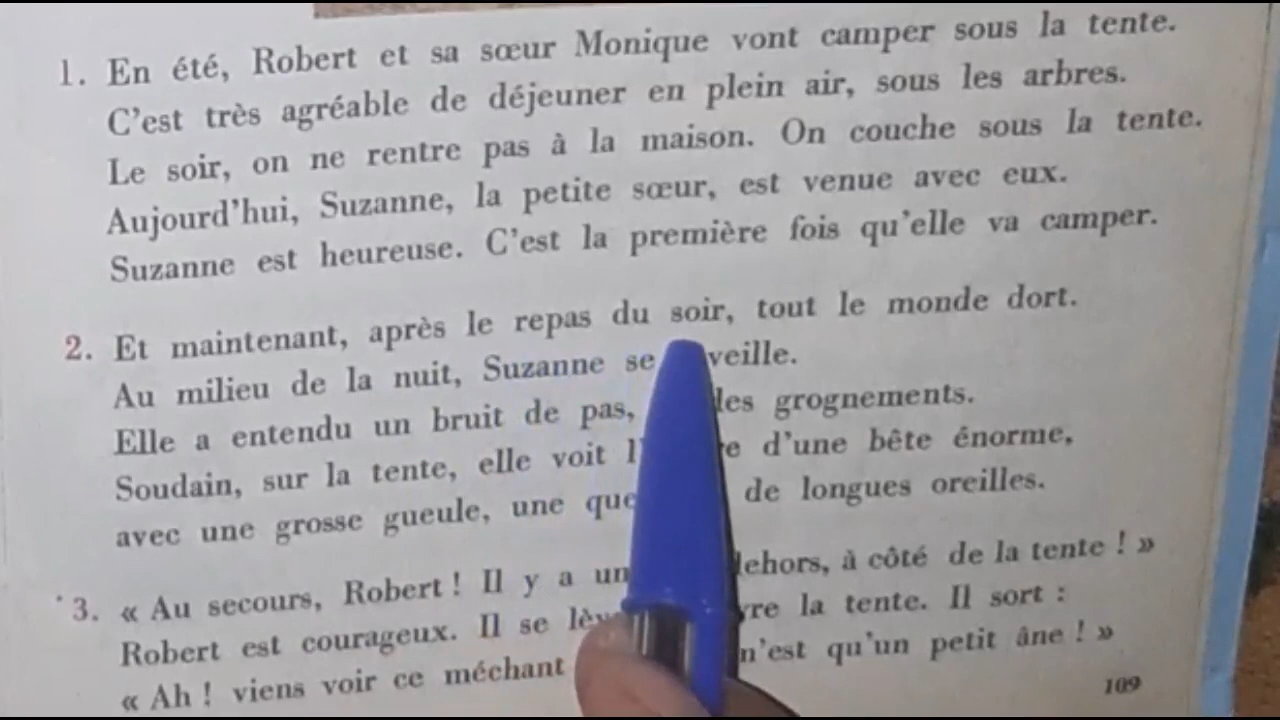 1. En été, Robert et sa sœur Monique vont camper sous la tente.
C'est très agréable de déjeuner en plein air, sous les arbres.
Le soir, on ne rentre pas à la maison. On couche sous la tente.
Aujourd'hui, Suzanne, la petite sœur, est venue avec eux.
Suzanne est heureuse. C'est la première fois qu'elle va camper.
2. Et maintenant, après le repas du soir, tout le monde dort.
Au milieu de la nuit, Suzanne se
Elle a entendu un bruit de pas, des grognements.
Soudain, sur la tente, elle voit d'une bête énorme,
avec une grosse gueule, une de longues oreilles.
3. « Au secours, Robert ! Il y a un dehors, à côté de la tente ! »
Robert est courageux. Il se la tente. Il sort :
« Ah ! viens voir ce méchant n'est qu'un petit âne ! »
109